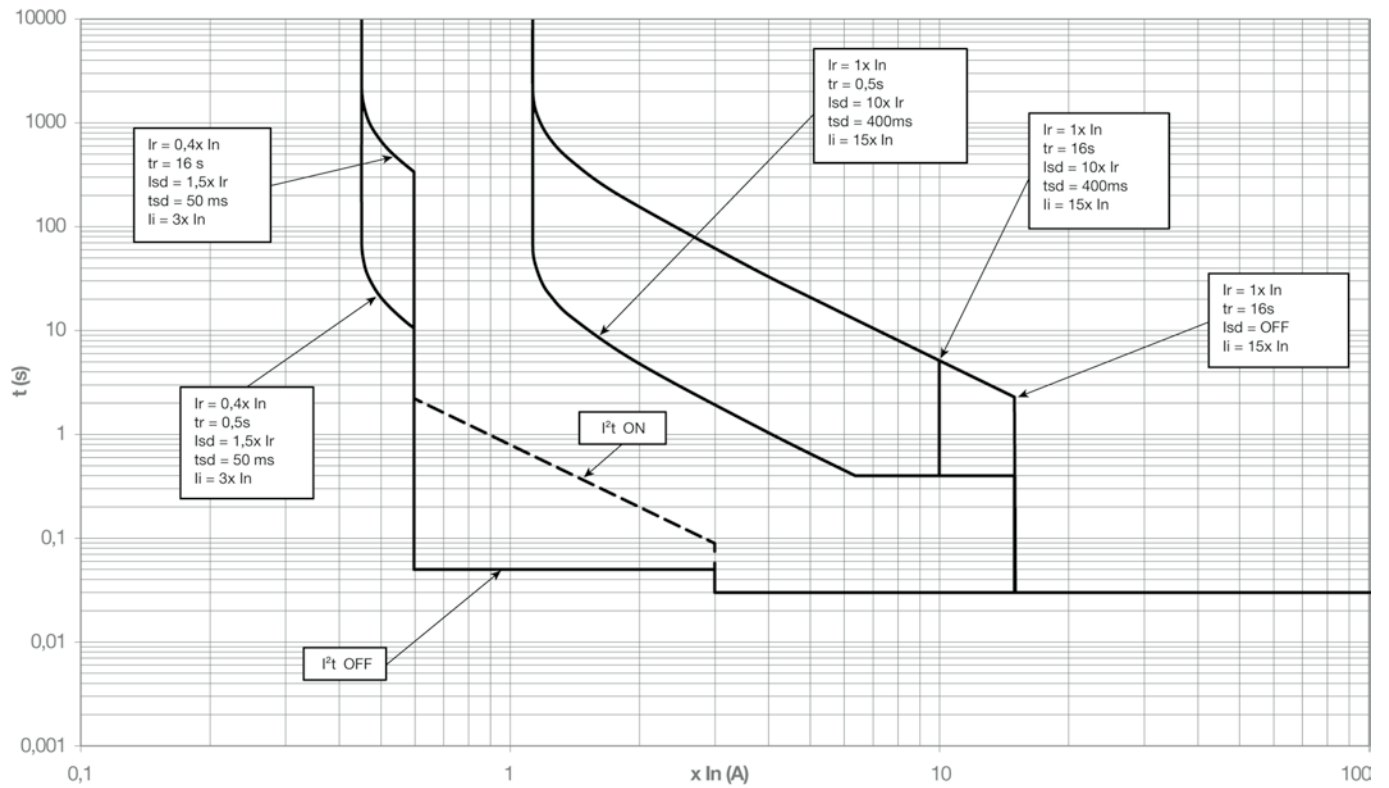 10000
1000
100
10
1
0,1
0,01
0,001
t (s)
Ir = 0,4x In
tr = 16 s
Isd = 1,5x Ir
tsd = 50 ms
Ii = 3x In
Ir = 0,4x In
tr = 0,5s
Isd = 1,5x Ir
tsd = 50 ms
Ii = 3x In
Ir = 1x In
tr = 0,5s
Isd = 10x Ir
tsd = 400ms
Ii = 15x In
Ir = 1x In
tr = 16s
Isd = 10x Ir
tsd = 400ms
Ii = 15x In
Ir = 1x In
tr = 16s
Isd = OFF
Ii = 15x In
I²t ON
I²t OFF
0,1
1
x In (A)
10
100